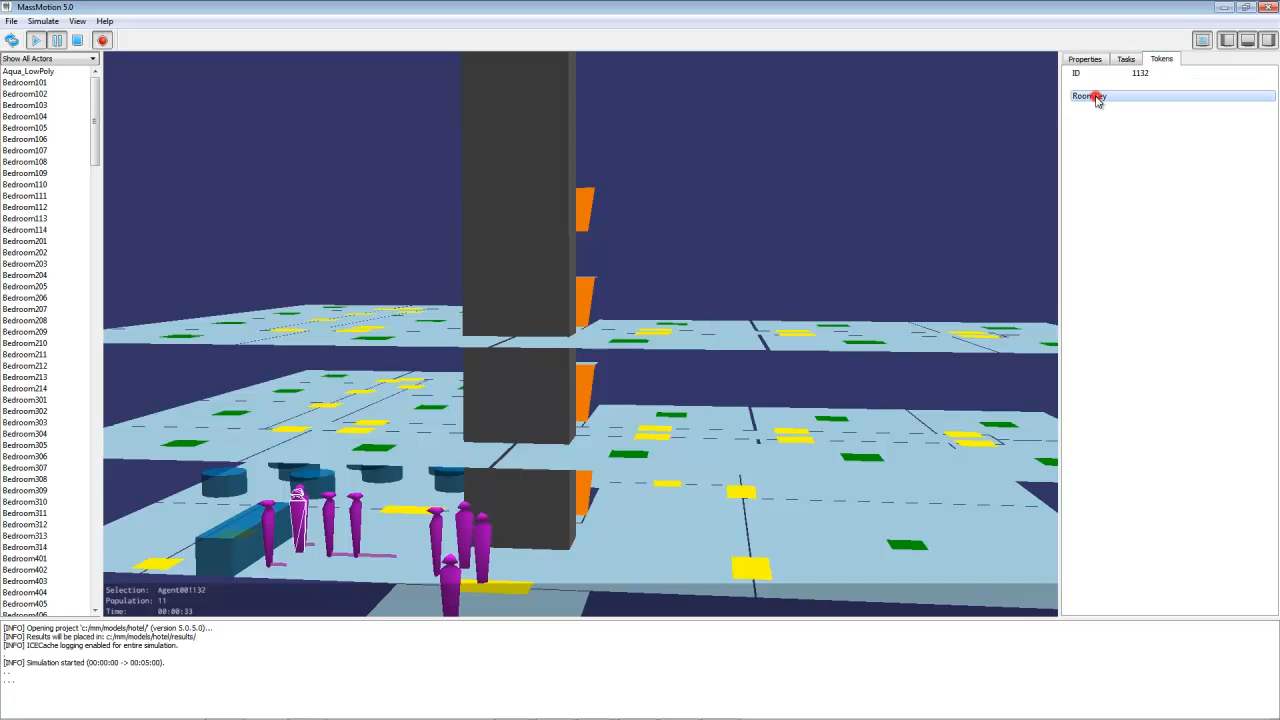 MassMotion 5.0
File Simulate View Help
Show All Actors
Aqua_LowPoly
Bedroom101
Bedroom102
Bedroom103
Bedroom104
Bedroom105
Bedroom106
Bedroom107
Bedroom108
Bedroom109
Bedroom110
Bedroom111
Bedroom112
Bedroom113
Bedroom114
Bedroom201
Bedroom202
Bedroom203
Bedroom204
Bedroom205
Bedroom206
Bedroom207
Bedroom208
Bedroom209
Bedroom210
Bedroom211
Bedroom212
Bedroom213
Bedroom214
Bedroom301
Bedroom302
Bedroom303
Bedroom304
Bedroom305
Bedroom306
Bedroom307
Bedroom308
Bedroom309
Bedroom310
Bedroom311
Bedroom312
Bedroom313
Bedroom314
Bedroom401
Bedroom402
Bedroom403
Bedroom404
Bedroom405
Selection: Agent001132
Population: 11
Time: 00:00:33
Properties Tasks Tokens
ID 1132
[INFO] Opening project 'c:/mm/models/hotel/' (version 5.0.5.0)...
[INFO] Results will be placed in: c:/mm/models/hotel/results/
[INFO] ICECache logging enabled for entire simulation.
.
[INFO] Simulation started (00:00:00 -> 00:05:00).
. .
. . .